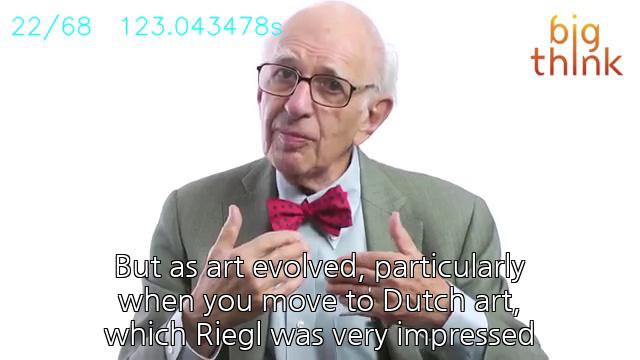 22/68 123.043478s
big
think
But as art evolved, particularly
when you move to Dutch art,
which Riegl was very impressed